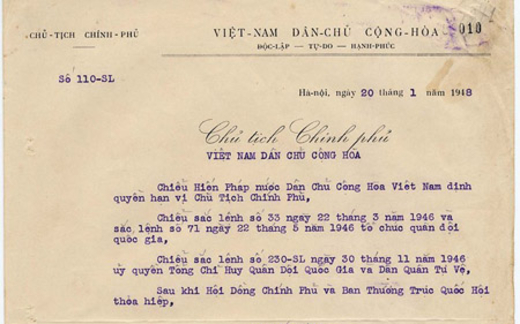 CHỦ-TỊCH CHÍNH-PHỦ
VIỆT-NAM DÂN-CHỦ CỘNG-HÒA
010
ĐỘC-LẬP — TỰ-DO — HẠNH-PHÚC
Số 110-SL
Hà-nội, ngày 20 tháng 1 năm 1948
Chủ tịch Chính phủ
VIỆT NAM DÂN CHỦ CỘNG HÒA
Chiểu Hiến Pháp nước Dân Chủ Cộng Hòa Việt Nam định
quyền hạn vị Chủ Tịch Chính Phủ,
Chiểu sắc lệnh số 33 ngày 22 tháng 3 năm 1946 và
sắc lệnh số 71 ngày 22 tháng 5 năm 1946 tổ chức quân đội
quốc gia,
Chiểu sắc lệnh số 230-SL ngày 30 tháng 11 năm 1946
uỷ quyền Tổng Chỉ Huy Quân Đội Quốc Gia và Dân Quân Tự Vệ,
Sau khi Hội Đồng Chính Phủ và Ban Thường Trực Quốc Hội
thỏa hiệp,